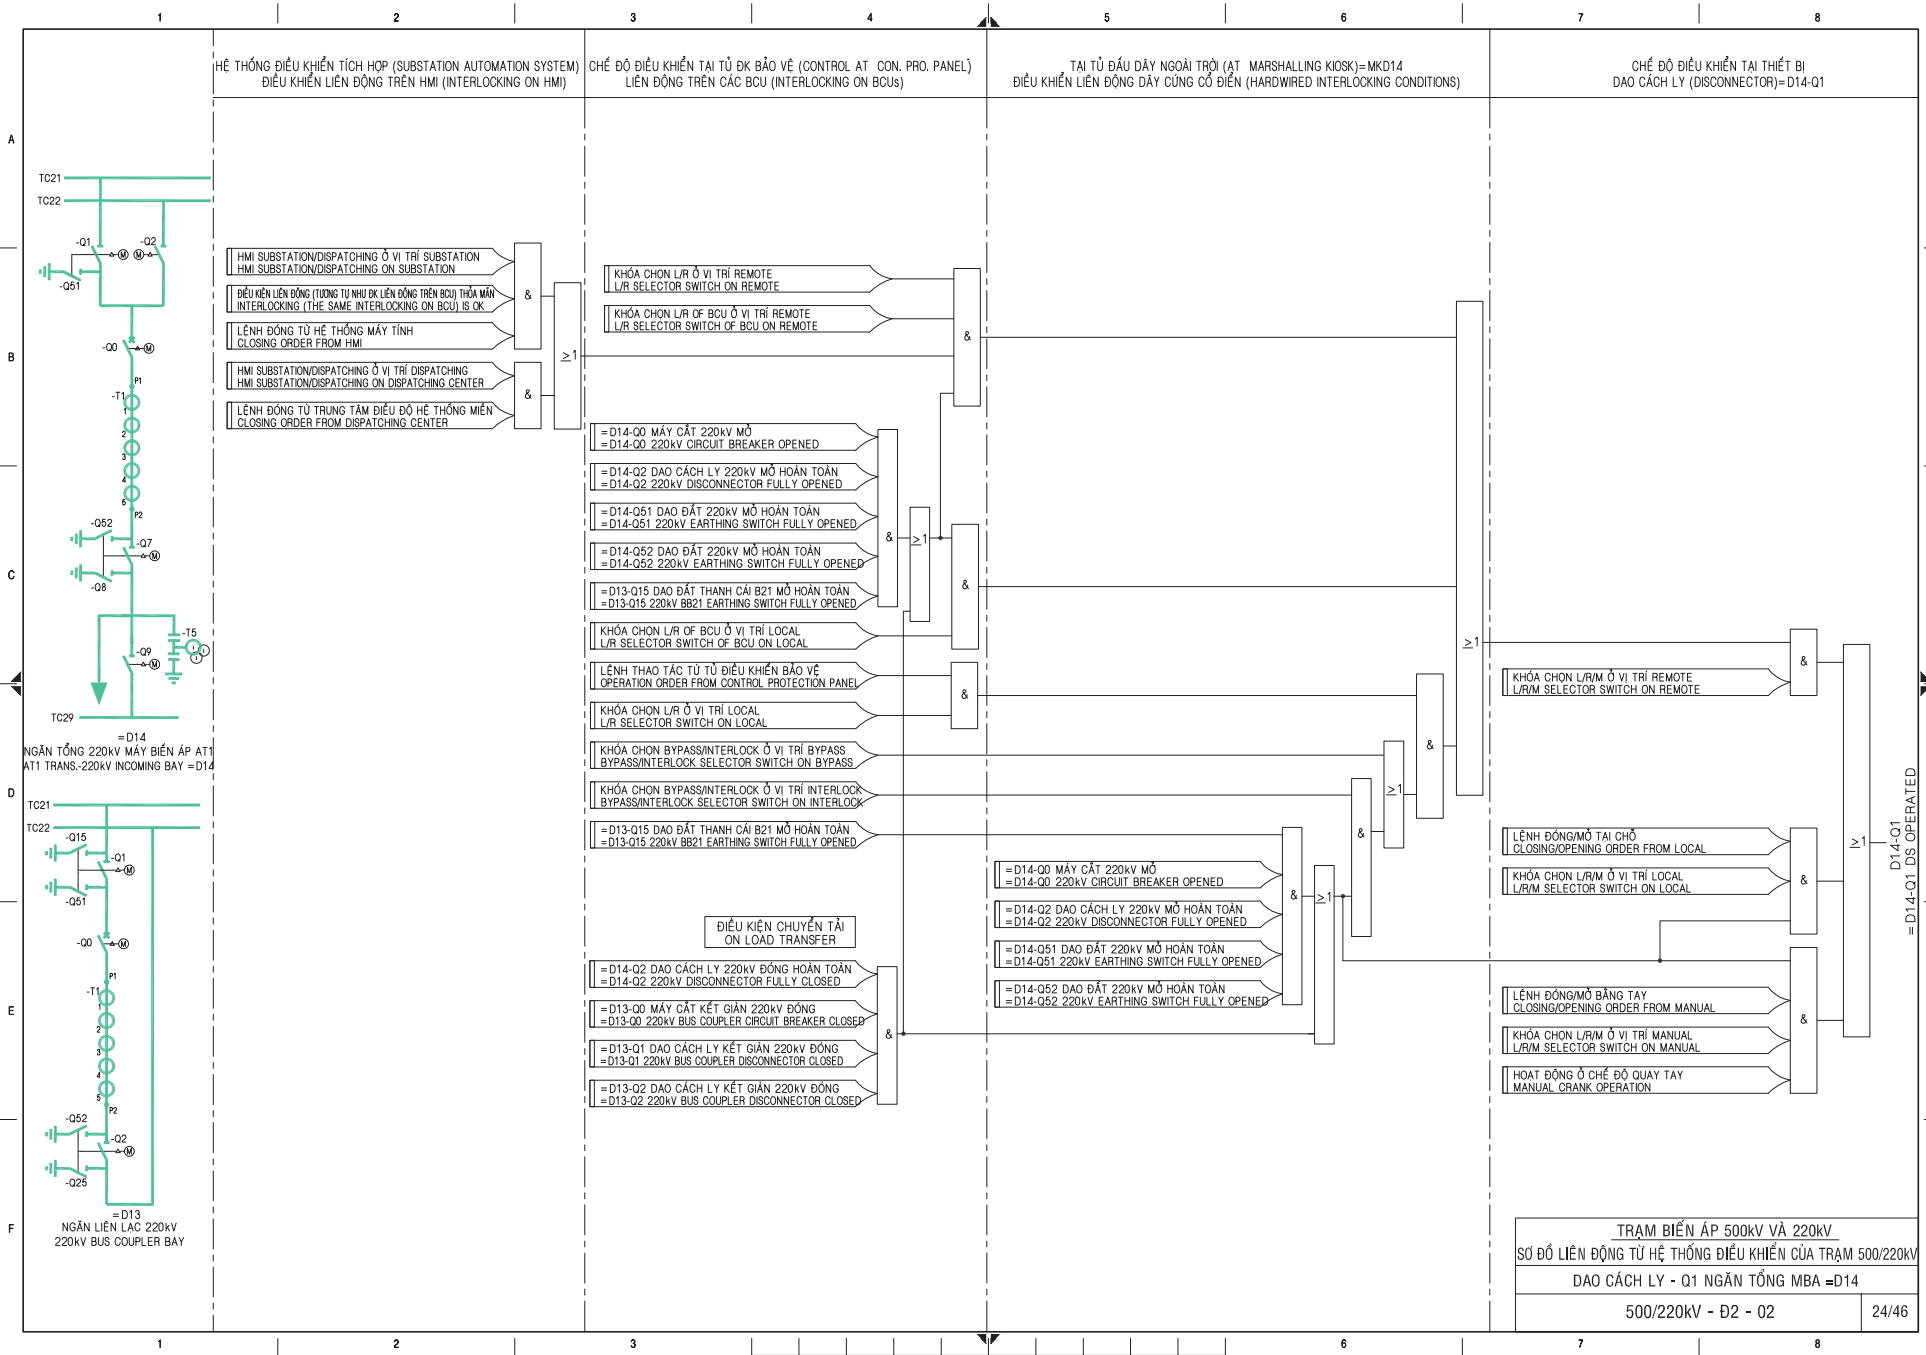 1 2 3 4 5 6 7 8
HỆ THỐNG ĐIỀU KHIỂN TÍCH HỢP (SUBSTATION AUTOMATION SYSTEM)
ĐIỀU KHIỂN LIÊN ĐỘNG TRÊN HMI (INTERLOCKING ON HMI)
CHẾ ĐỘ ĐIỀU KHIỂN TẠI TỦ ĐK BẢO VỆ (CONTROL AT CON. PRO. PANEL)
LIÊN ĐỘNG TRÊN CÁC BCU (INTERLOCKING ON BCUs)
TẠI TỦ ĐẤU DÂY NGOÀI TRỜI (AT MARSHALLING KIOSK)=MKD14
ĐIỀU KHIỂN LIÊN ĐỘNG DÂY CỨNG CỔ ĐIỂN (HARDWIRED INTERLOCKING CONDITIONS)
CHẾ ĐỘ ĐIỀU KHIỂN TẠI THIẾT BỊ
DAO CÁCH LY (DISCONNECTOR)=D14-Q1
A
B
C
D
E
F
TC21
TC22
-Q1
M
M
-Q2
-Q51
-Q0
M
P1
-T1
1
2
3
4
5
P2
-Q52
-Q7
M
-Q8
-T5
-Q9
M
TC29
=D14
NGĂN TỔNG 220kV MÁY BIẾN ÁP AT1
AT1 TRANS.-220kV INCOMING BAY =D14
TC21
TC22
-Q15
-Q1
M
-Q51
-Q0
M
P1
-T1
1
2
3
4
5
P2
-Q52
-Q2
M
-Q25
=D13
NGĂN LIÊN LẠC 220kV
220kV BUS COUPLER BAY
HMI SUBSTATION/DISPATCHING Ở VỊ TRÍ SUBSTATION
HMI SUBSTATION/DISPATCHING ON SUBSTATION
ĐIỀU KIỆN LIÊN ĐỘNG (TƯƠNG TỰ NHƯ ĐK LIÊN ĐỘNG TRÊN BCU) THỎA MÃN
INTERLOCKING (THE SAME INTERLOCKING ON BCU) IS OK
LỆNH ĐÓNG TỪ HỆ THỐNG MÁY TÍNH
CLOSING ORDER FROM HMI
&
HMI SUBSTATION/DISPATCHING Ở VỊ TRÍ DISPATCHING
HMI SUBSTATION/DISPATCHING ON DISPATCHING CENTER
LỆNH ĐÓNG TỪ TRUNG TÂM ĐIỀU ĐỘ HỆ THỐNG MIỀN
CLOSING ORDER FROM DISPATCHING CENTER
&
≥1
KHÓA CHỌN L/R Ở VỊ TRÍ REMOTE
L/R SELECTOR SWITCH ON REMOTE
KHÓA CHỌN L/R OF BCU Ở VỊ TRÍ REMOTE
L/R SELECTOR SWITCH OF BCU ON REMOTE
&
=D14-Q0 MÁY CẮT 220kV MỞ
=D14-Q0 220kV CIRCUIT BREAKER OPENED
=D14-Q2 DAO CÁCH LY 220kV MỞ HOÀN TOÀN
=D14-Q2 220kV DISCONNECTOR FULLY OPENED
=D14-Q51 DAO ĐẤT 220kV MỞ HOÀN TOÀN
=D14-Q51 220kV EARTHING SWITCH FULLY OPENED
=D14-Q52 DAO ĐẤT 220kV MỞ HOÀN TOÀN
=D14-Q52 220kV EARTHING SWITCH FULLY OPENED
=D13-Q15 DAO ĐẤT THANH CÁI B21 MỞ HOÀN TOÀN
=D13-Q15 220kV BB21 EARTHING SWITCH FULLY OPENED
&
≥1
KHÓA CHỌN L/R OF BCU Ở VỊ TRÍ LOCAL
L/R SELECTOR SWITCH OF BCU ON LOCAL
&
LỆNH THAO TÁC TỪ TỦ ĐIỀU KHIỂN BẢO VỆ
OPERATION ORDER FROM CONTROL PROTECTION PANEL
KHÓA CHỌN L/R Ở VỊ TRÍ LOCAL
L/R SELECTOR SWITCH ON LOCAL
&
KHÓA CHỌN BYPASS/INTERLOCK Ở VỊ TRÍ BYPASS
BYPASS/INTERLOCK SELECTOR SWITCH ON BYPASS
KHÓA CHỌN BYPASS/INTERLOCK Ở VỊ TRÍ INTERLOCK
BYPASS/INTERLOCK SELECTOR SWITCH ON INTERLOCK
=D13-Q15 DAO ĐẤT THANH CÁI B21 MỞ HOÀN TOÀN
=D13-Q15 220kV BB21 EARTHING SWITCH FULLY OPENED
ĐIỀU KIỆN CHUYỂN TẢI
ON LOAD TRANSFER
=D14-Q2 DAO CÁCH LY 220kV ĐÓNG HOÀN TOÀN
=D14-Q2 220kV DISCONNECTOR FULLY CLOSED
=D13-Q0 MÁY CẮT KẾT GIÀN 220kV ĐÓNG
=D13-Q0 220kV BUS COUPLER CIRCUIT BREAKER CLOSED
=D13-Q1 DAO CÁCH LY KẾT GIÀN 220kV ĐÓNG
=D13-Q1 220kV BUS COUPLER DISCONNECTOR CLOSED
=D13-Q2 DAO CÁCH LY KẾT GIÀN 220kV ĐÓNG
=D13-Q2 220kV BUS COUPLER DISCONNECTOR CLOSED
&
=D14-Q0 MÁY CẮT 220kV MỞ
=D14-Q0 220kV CIRCUIT BREAKER OPENED
=D14-Q2 DAO CÁCH LY 220kV MỞ HOÀN TOÀN
=D14-Q2 220kV DISCONNECTOR FULLY OPENED
=D14-Q51 DAO ĐẤT 220kV MỞ HOÀN TOÀN
=D14-Q51 220kV EARTHING SWITCH FULLY OPENED
=D14-Q52 DAO ĐẤT 220kV MỞ HOÀN TOÀN
=D14-Q52 220kV EARTHING SWITCH FULLY OPENED
&
≥1
&
≥1
&
≥1
KHÓA CHỌN L/R/M Ở VỊ TRÍ REMOTE
L/R/M SELECTOR SWITCH ON REMOTE
&
LỆNH ĐÓNG/MỞ TẠI CHỖ
CLOSING/OPENING ORDER FROM LOCAL
KHÓA CHỌN L/R/M Ở VỊ TRÍ LOCAL
L/R/M SELECTOR SWITCH ON LOCAL
&
LỆNH ĐÓNG/MỞ BẰNG TAY
CLOSING/OPENING ORDER FROM MANUAL
KHÓA CHỌN L/R/M Ở VỊ TRÍ MANUAL
L/R/M SELECTOR SWITCH ON MANUAL
HOẠT ĐỘNG Ở CHẾ ĐỘ QUAY TAY
MANUAL CRANK OPERATION
&
≥1
D14-Q1
=D14-Q1 DS OPERATED
TRẠM BIẾN ÁP 500kV VÀ 220kV
SƠ ĐỒ LIÊN ĐỘNG TỪ HỆ THỐNG ĐIỀU KHIỂN CỦA TRẠM 500/220kV
DAO CÁCH LY - Q1 NGĂN TỔNG MBA =D14
500/220kV - Đ2 - 02
24/46
1 2 3 6 7 8